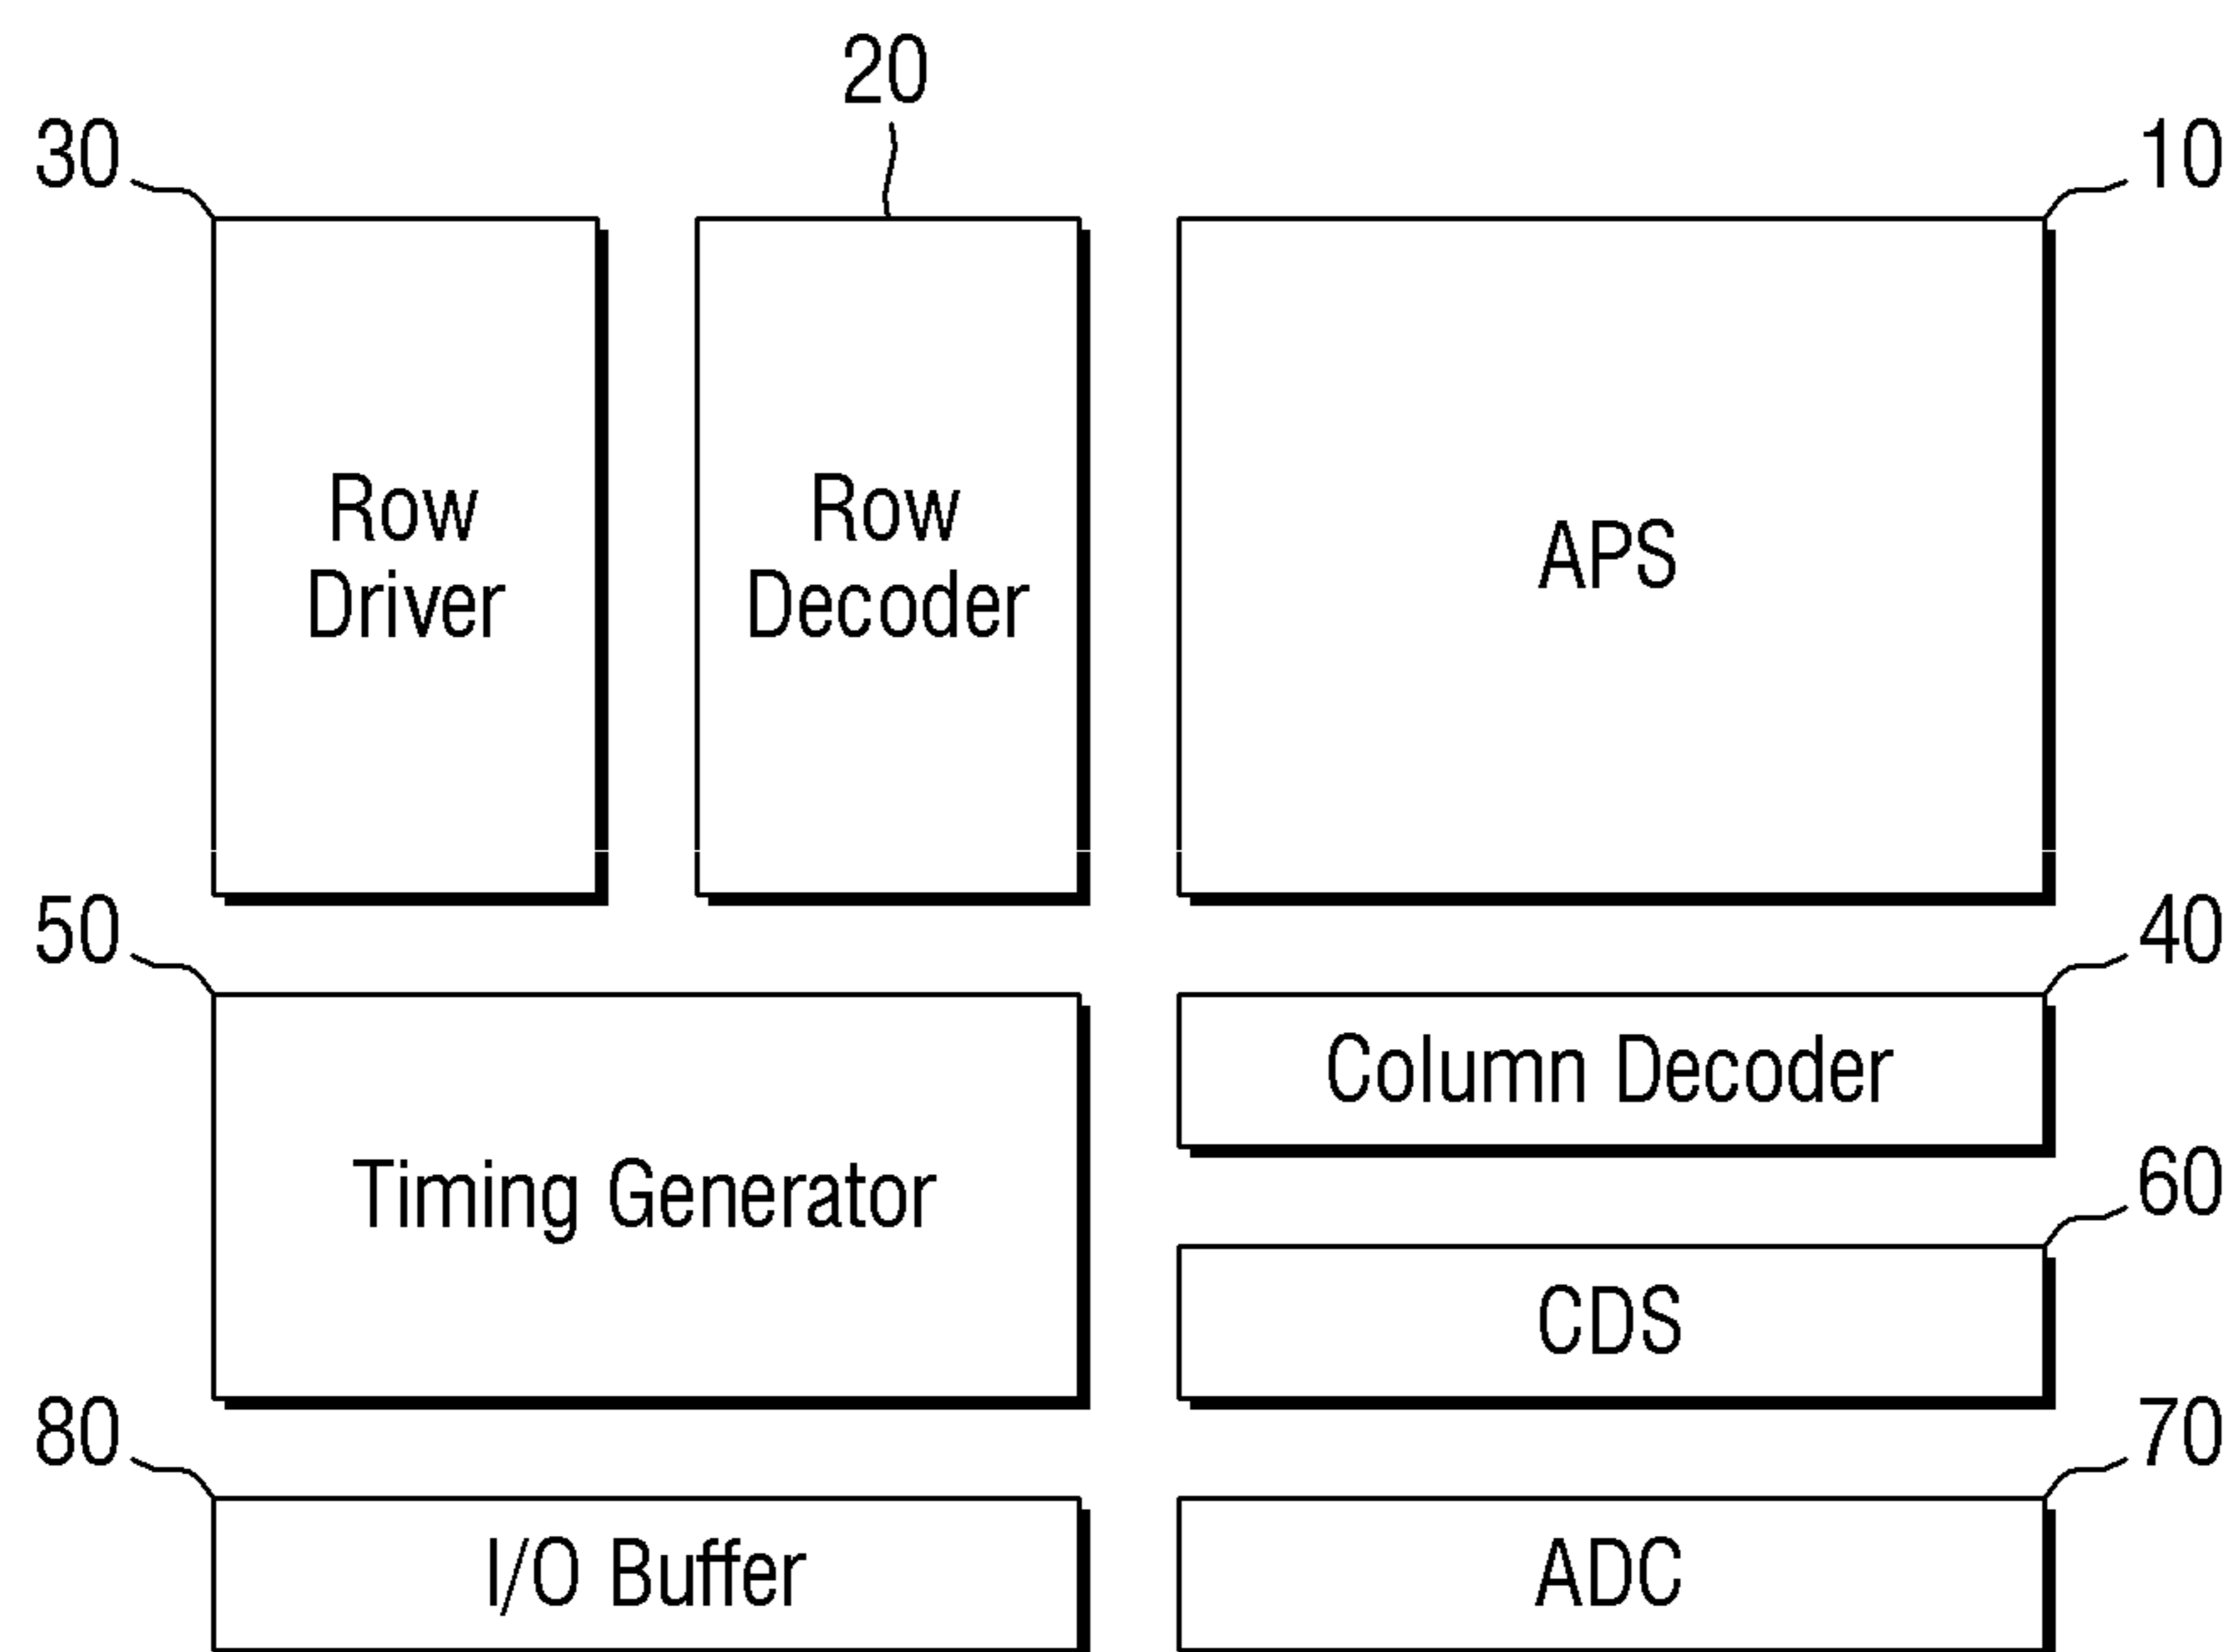 20
30
10
Row
Driver
Row
Decoder
APS
50
40
Column Decoder
Timing Generator
60
CDS
80
70
I/O Buffer
ADC